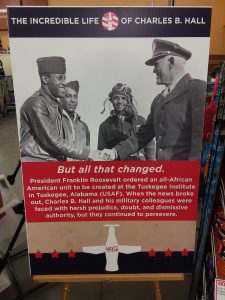 THE INCREDIBLE LIFE OF CHARLES B. HALL
But all that changed.
President Franklin Roosevelt ordered an all-African
American unit to be created at the Tuskegee Institute
in Tuskegee, Alabama (USAF). When the news broke
out, Charles B. Hall and his military colleagues were
faced with harsh prejudice, doubt, and dismissive
authority, but they continued to persevere.